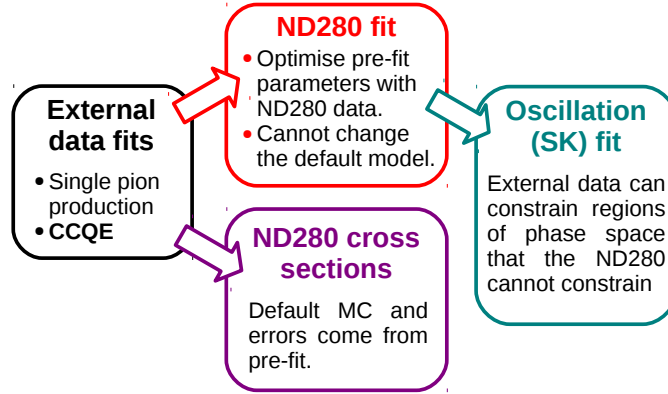 External
data fits
• Single pion
production
• CCQE
ND280 fit
• Optimise pre-fit
parameters with
ND280 data.
• Cannot change
the default model.
ND280 cross
sections
Default MC and
errors come from
pre-fit.
Oscillation
(SK) fit
External data can
constrain regions
of phase space
that the ND280
cannot constrain